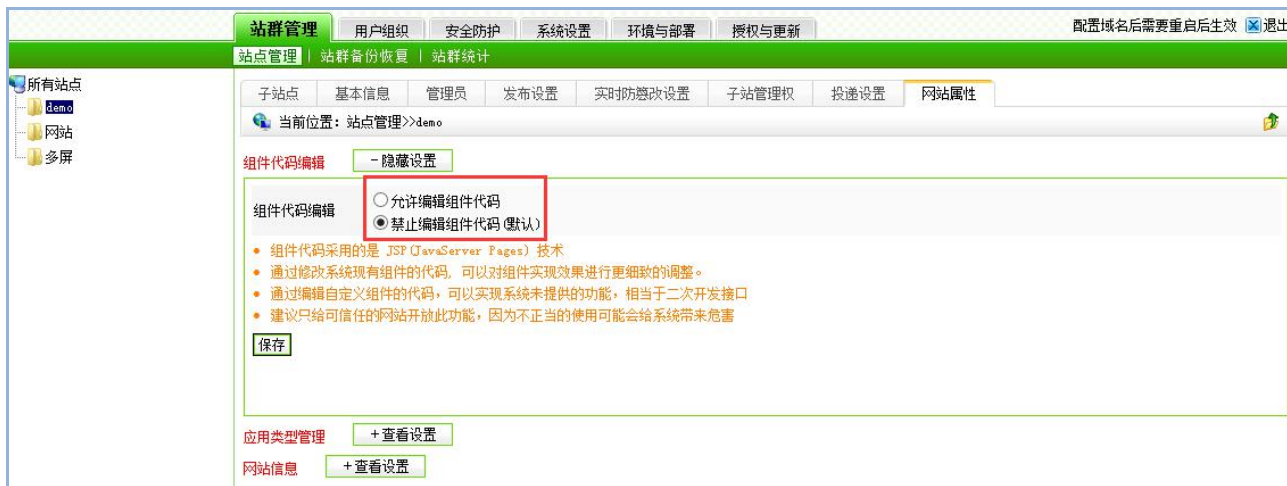 站群管理 用户组织 安全防护 系统设置 环境与部署 授权与更新 配置域名后需要重启后生效 退出
站点管理 | 站群备份恢复 | 站群统计
所有站点
demo
网站
多屏
子站点 基本信息 管理员 发布设置 实时防篡改设置 子站管理权 投递设置 网站属性
当前位置：站点管理>>demo
组件代码编辑 -隐藏设置
组件代码编辑
允许编辑组件代码
禁止编辑组件代码(默认)
• 组件代码采用的是 JSP(JavaServer Pages) 技术
• 通过修改系统现有组件的代码, 可以对组件实现效果进行更细致的调整。
• 通过编辑自定义组件的代码，可以实现系统未提供的功能，相当于二次开发接口
• 建议只给可信任的网站开放此功能，因为不正当的使用可能会给系统带来危害
保存
应用类型管理 +查看设置
网站信息 +查看设置